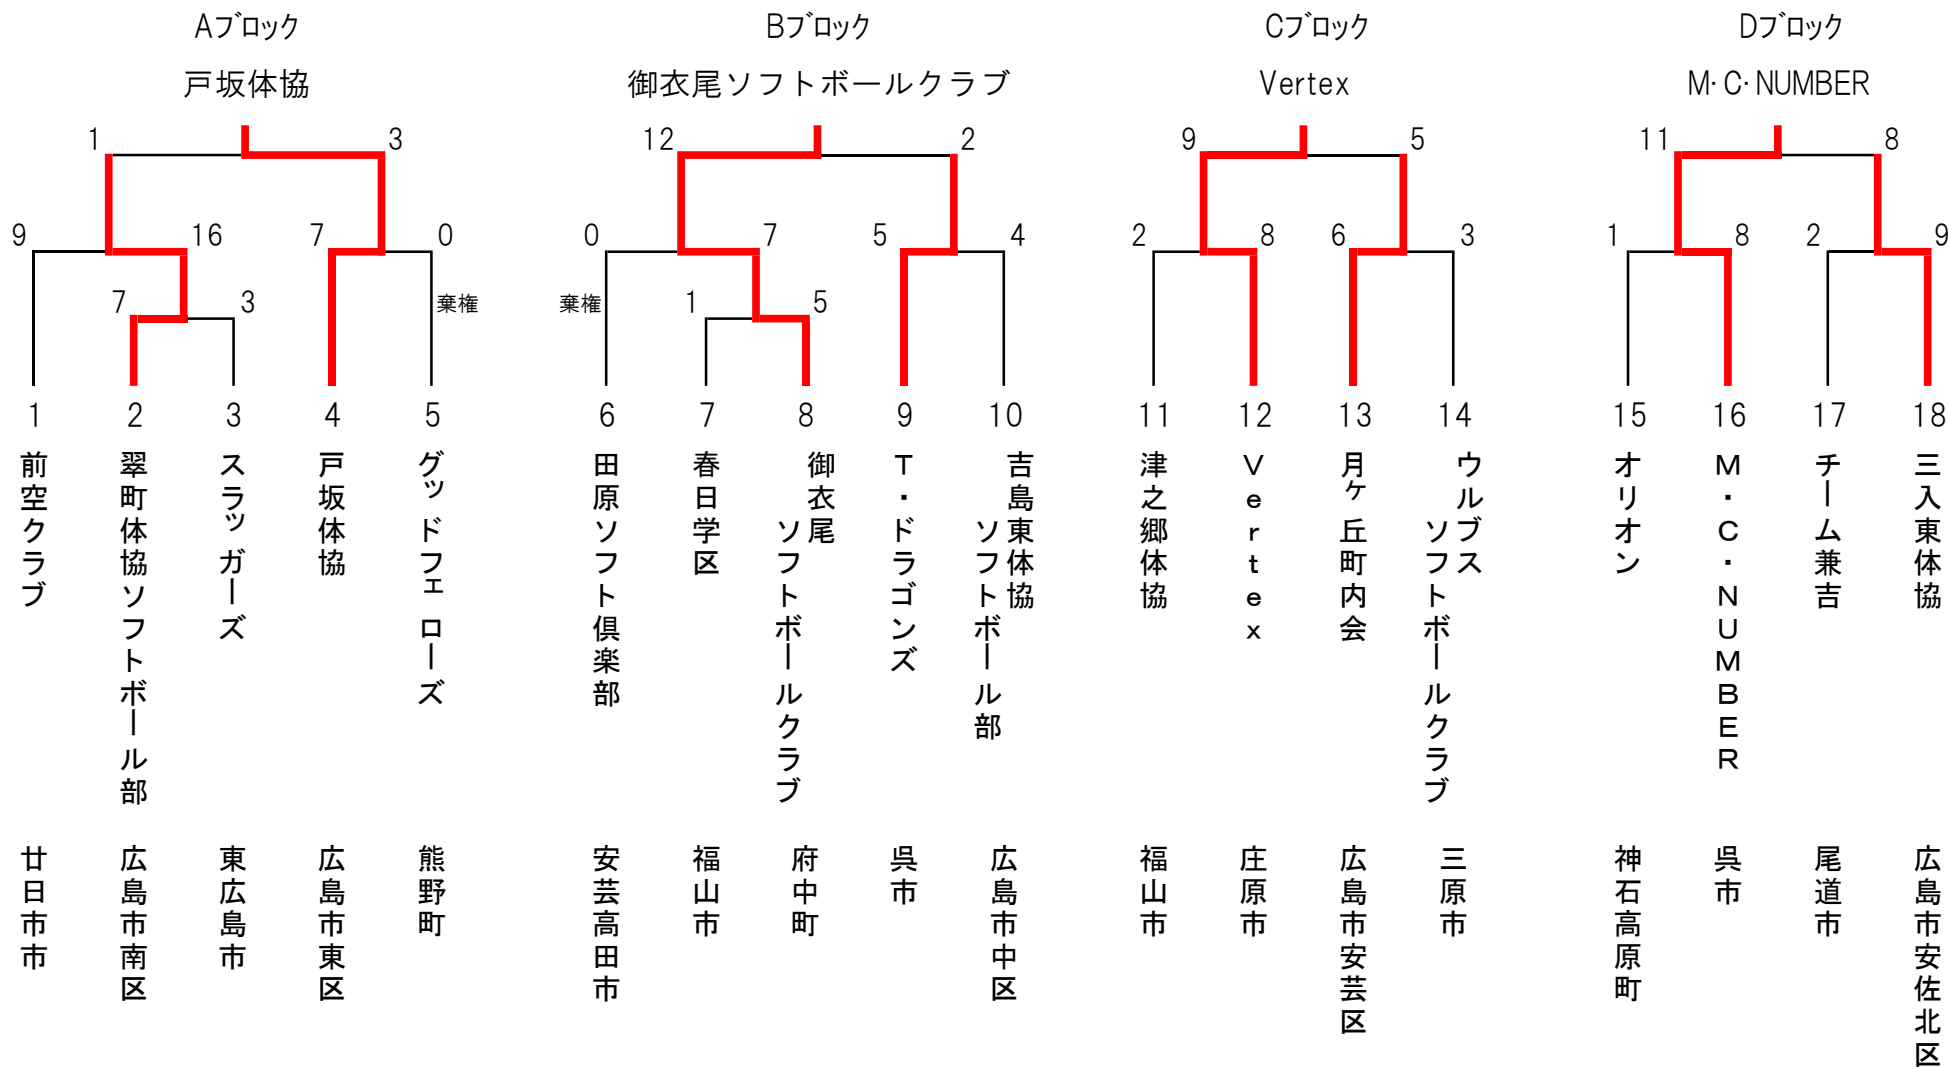 Aブロック
Bブロック
Cブロック
Dブロック
戸坂体協
御衣尾ソフトボールクラブ
Vertex
M・C・NUMBER
1
3
12
2
9
5
11
8
9
16
7
0
0
7
5
4
2
8
6
3
1
8
2
9
7
3
棄権
棄権
1
5
1
2
3
4
5
6
7
8
9
10
11
12
13
14
15
16
17
18
前空クラブ
翠町体協ソフトボール部
スラッガーズ
戸坂体協
グッドフェローズ
田原ソフト倶楽部
春日学区
御衣尾
ソフトボールクラブ
T・ドラゴンズ
吉島東体協
ソフトボール部
津之郷体協
Vertex
月ヶ丘町内会
ウルブス
ソフトボールクラブ
オリオン
M・C・NUMBER
チーム兼吉
三入東体協
廿日市市
広島市南区
東広島市
広島市東区
熊野町
安芸高田市
福山市
府中町
呉市
広島市中区
福山市
庄原市
広島市安芸区
三原市
神石高原町
呉市
尾道市
広島市安佐北区